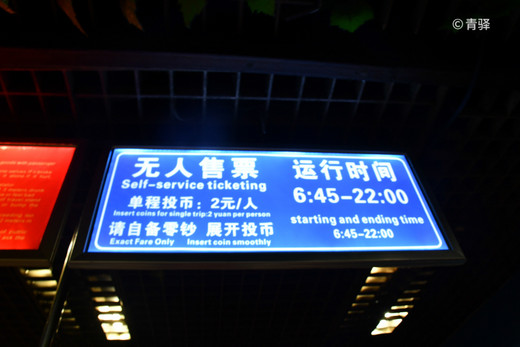 © 青驿
无人售票
Self-service ticketing
单程投币：2元/人
Insert coins for single trip:2 yuan per person
请自备零钞 展开投币
Exact Fare Only Insert coin smoothly
运行时间
6:45-22:00
starting and ending time
6:45-22:00